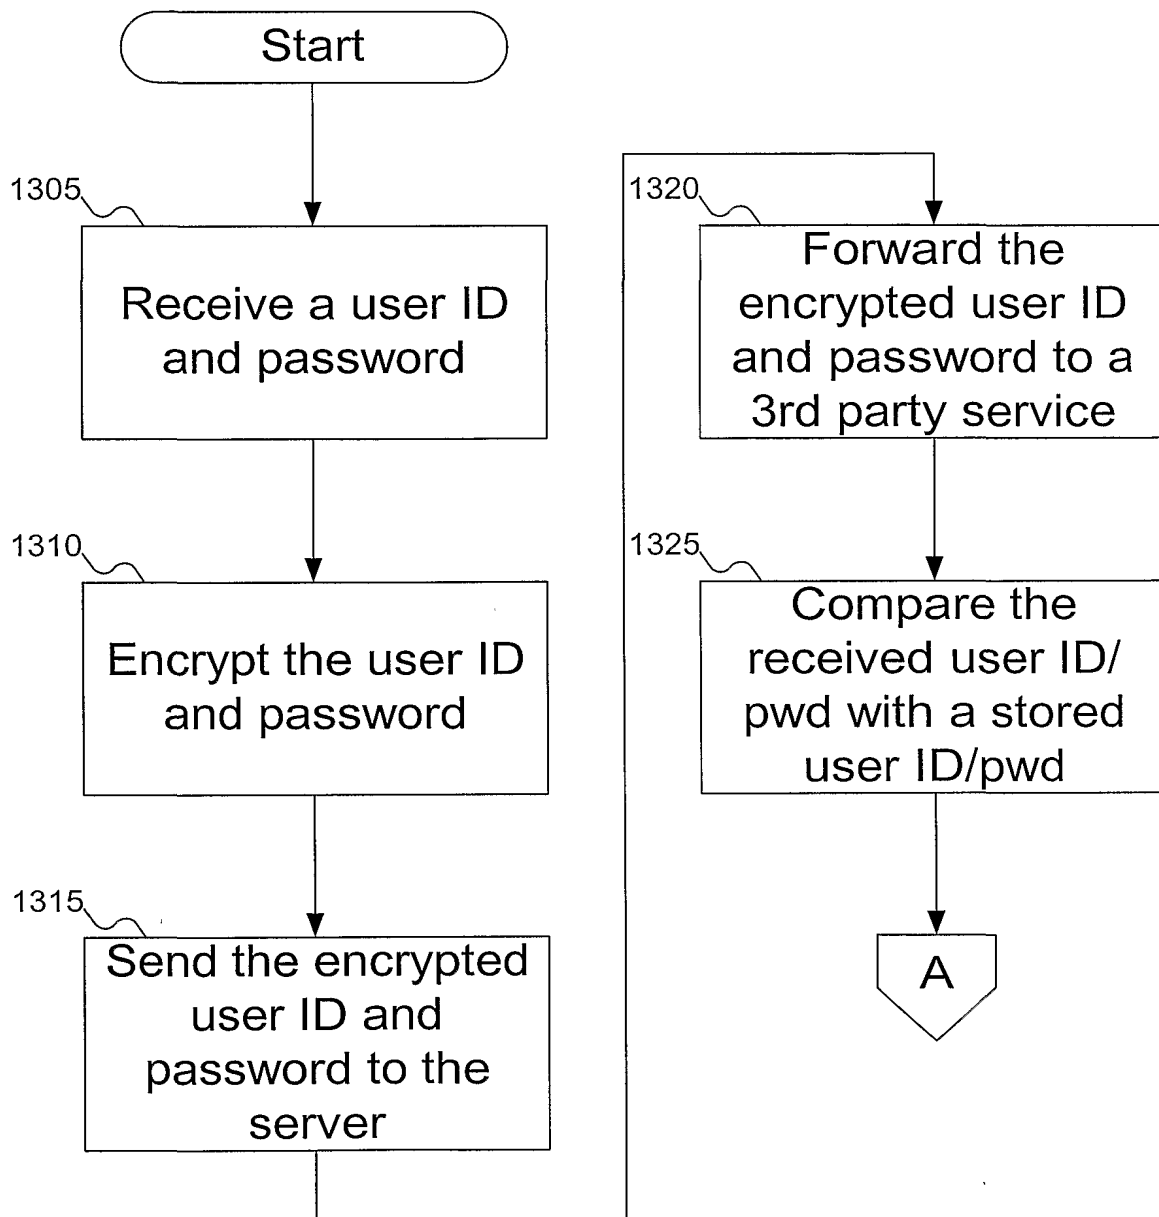 Start
1305
Receive a user ID
and password
1310
Encrypt the user ID
and password
1315
Send the encrypted
user ID and
password to the
server
1320
Forward the
encrypted user ID
and password to a
3rd party service
1325
Compare the
received user ID/
pwd with a stored
user ID/pwd
A